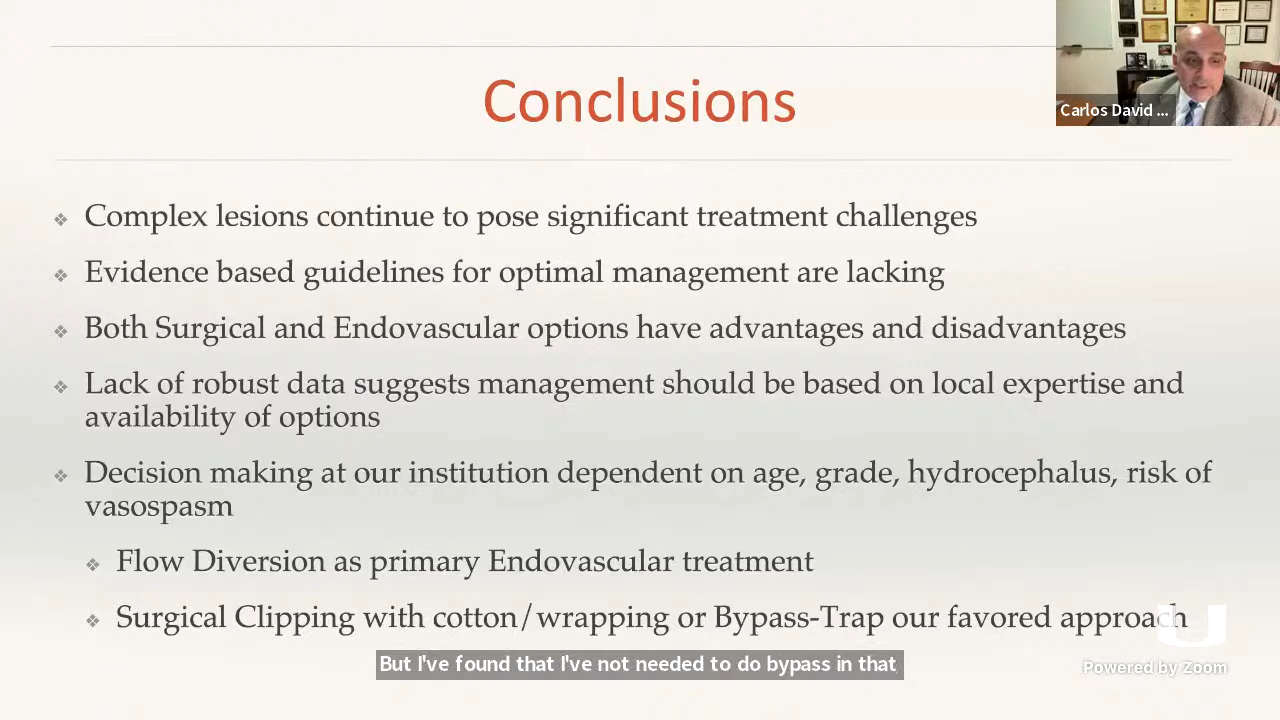 Conclusions
Carlos David ...
Complex lesions continue to pose significant treatment challenges
Evidence based guidelines for optimal management are lacking
Both Surgical and Endovascular options have advantages and disadvantages
Lack of robust data suggests management should be based on local expertise and
availability of options
Decision making at our institution dependent on age, grade, hydrocephalus, risk of
vasospasm
Flow Diversion as primary Endovascular treatment
Surgical Clipping with cotton/wrapping or Bypass-Trap our favored approach
But I've found that I've not needed to do bypass in that
U
Powered by Zoom